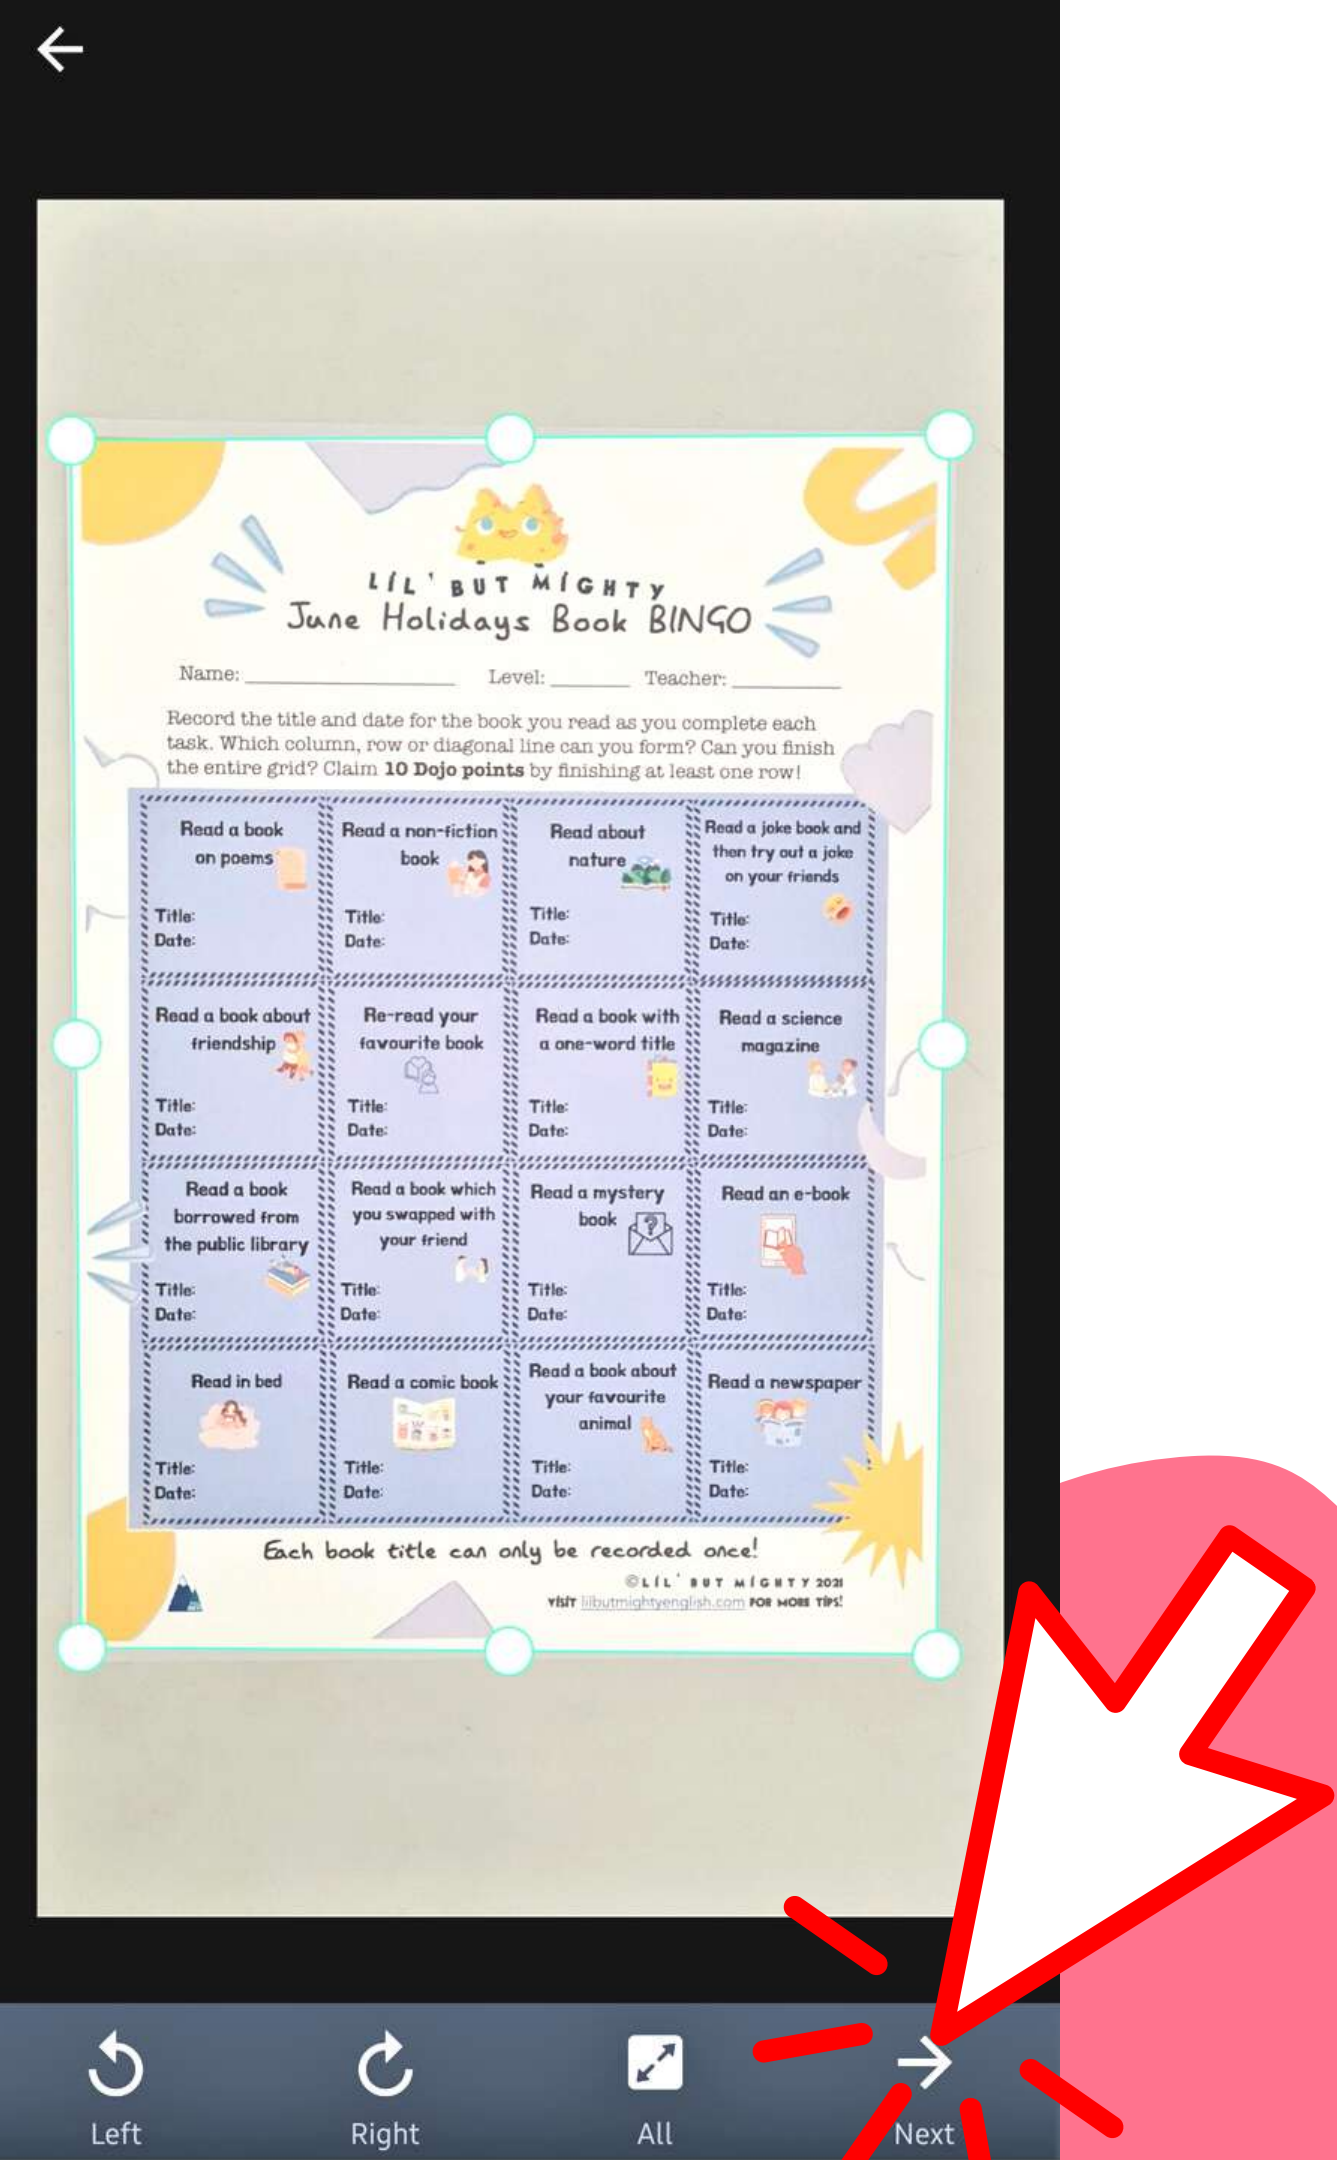 LIL' BUT MIGHTY
June Holidays Book BINGO
Name: Level: Teacher:
Record the title and date for the book you read as you complete each
task. Which column, row or diagonal line can you form? Can you finish
the entire grid? Claim 10 Dojo points by finishing at least one row!
Read a book
on poems
Title:
Date:
Read a non-fiction
book
Title:
Date:
Read about
nature
Title:
Date:
Read a joke book and
then try out a joke
on your friends
Title:
Date:
Read a book about
friendship
Title:
Date:
Re-read your
favourite book
Title:
Date:
Read a book with
a one-word title
Title:
Date:
Read a science
magazine
Title:
Date:
Read a book
borrowed from
the public library
Title:
Date:
Read a book which
you swapped with
your friend
Title:
Date:
Read a mystery
book
?
Title:
Date:
Read an e-book
Title:
Date:
Read in bed
Title:
Date:
Read a comic book
Title:
Date:
Read a book about
your favourite
animal
Title:
Date:
Read a newspaper
Title:
Date:
Each book title can only be recorded once!
©LIL' BUT MIGHTY 2021
VISIT lilbutmightyenglish.com FOR MORE TIPS!
Left Right All Next